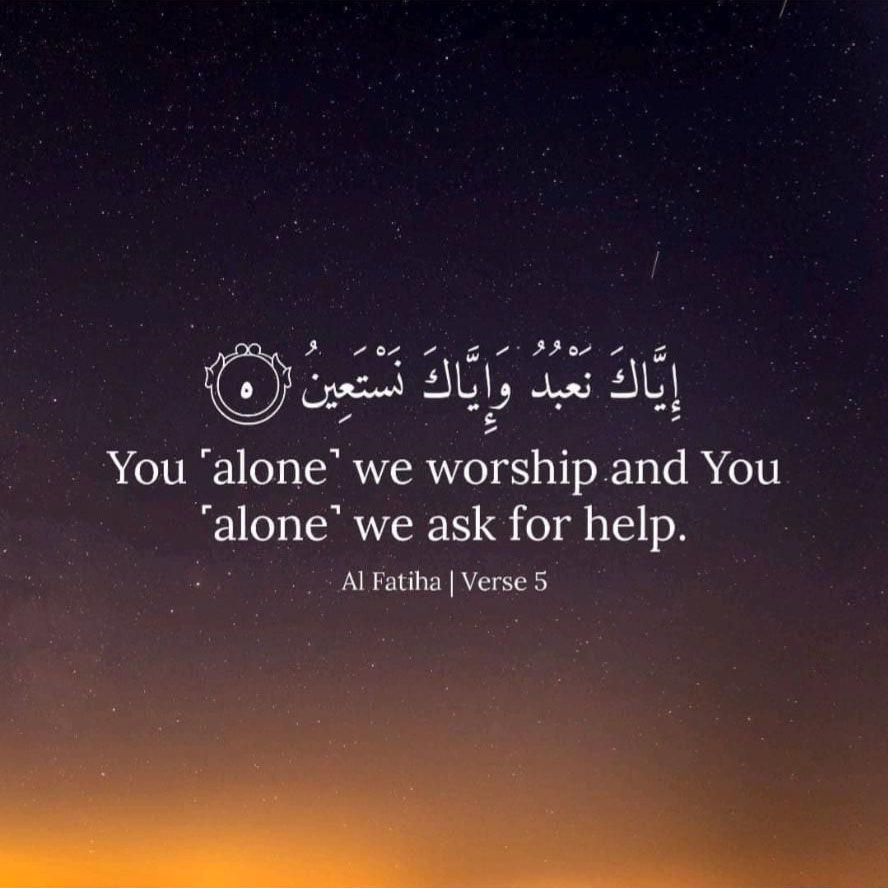 إِيَّاكَ نَعْبُدُ وَإِيَّاكَ نَسْتَعِينُ ٥
You ⸢alone⸣ we worship and You
⸢alone⸣ we ask for help.
Al Fatiha | Verse 5